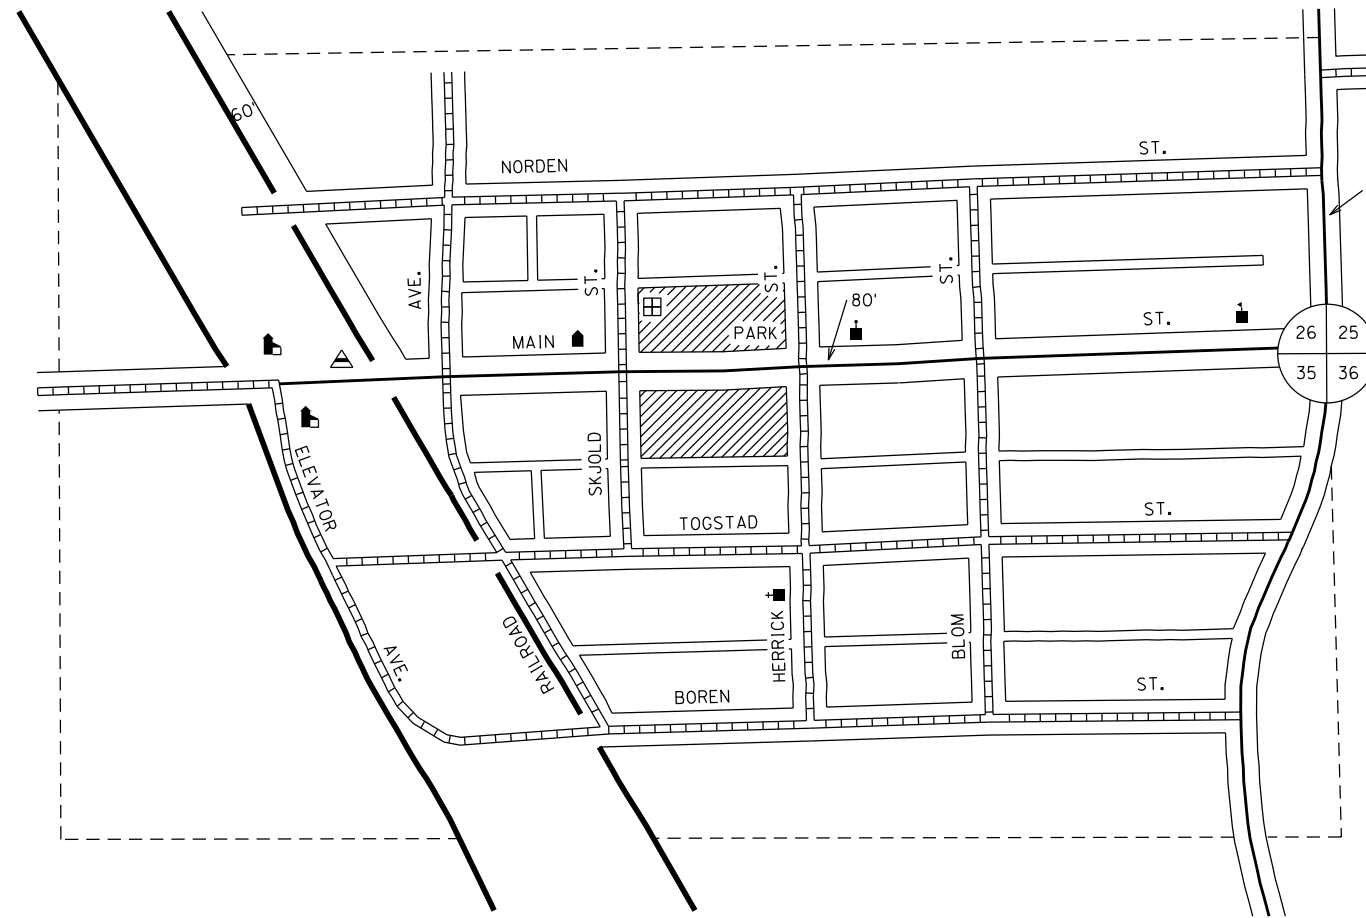 60'
NORDEN ST.
AVE.
ST.
ST.
ST.
80'
MAIN
PARK
ST.
26 25
35 36
SKJOLD
ELEVATOR
TOGSTAD ST.
RAILROAD
HERRICK
BLOM
AVE.
BOREN ST.